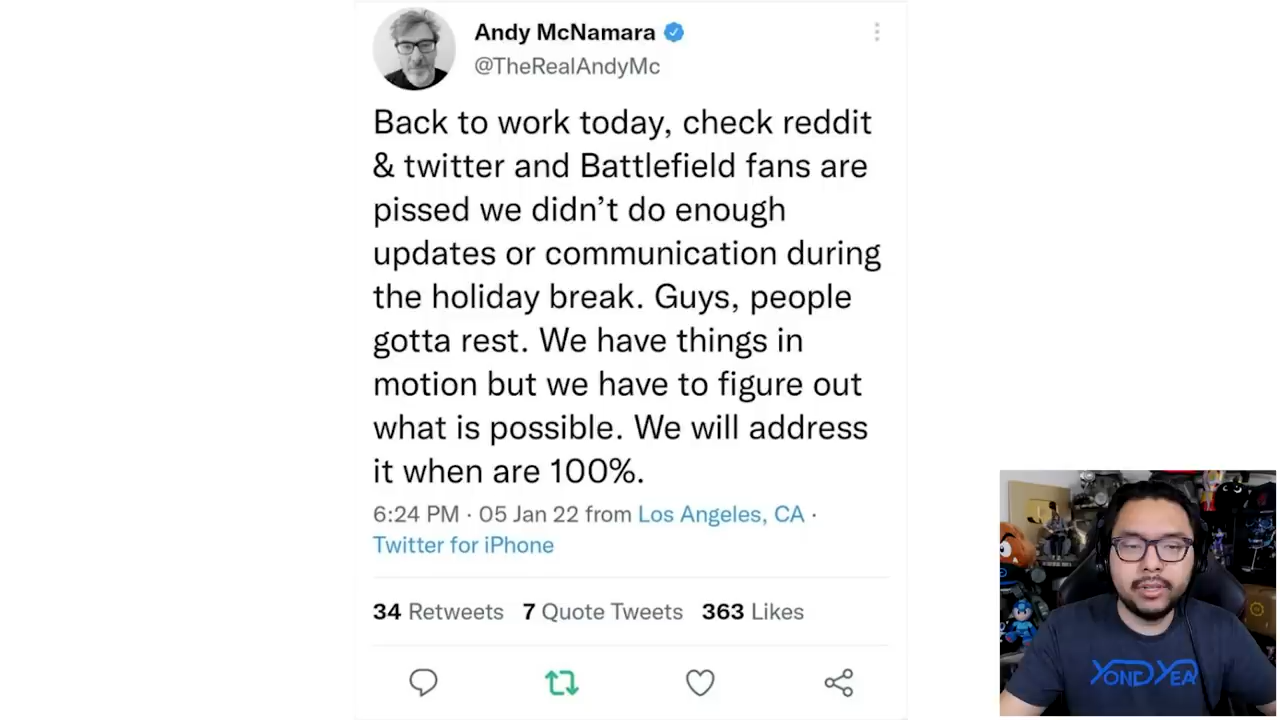 Andy McNamara
@TheRealAndyMc
Back to work today, check reddit
& twitter and Battlefield fans are
pissed we didn’t do enough
updates or communication during
the holiday break. Guys, people
gotta rest. We have things in
motion but we have to figure out
what is possible. We will address
it when are 100%.
6:24 PM · 05 Jan 22 from Los Angeles, CA ·
Twitter for iPhone
34 Retweets 7 Quote Tweets 363 Likes
YONGYEA